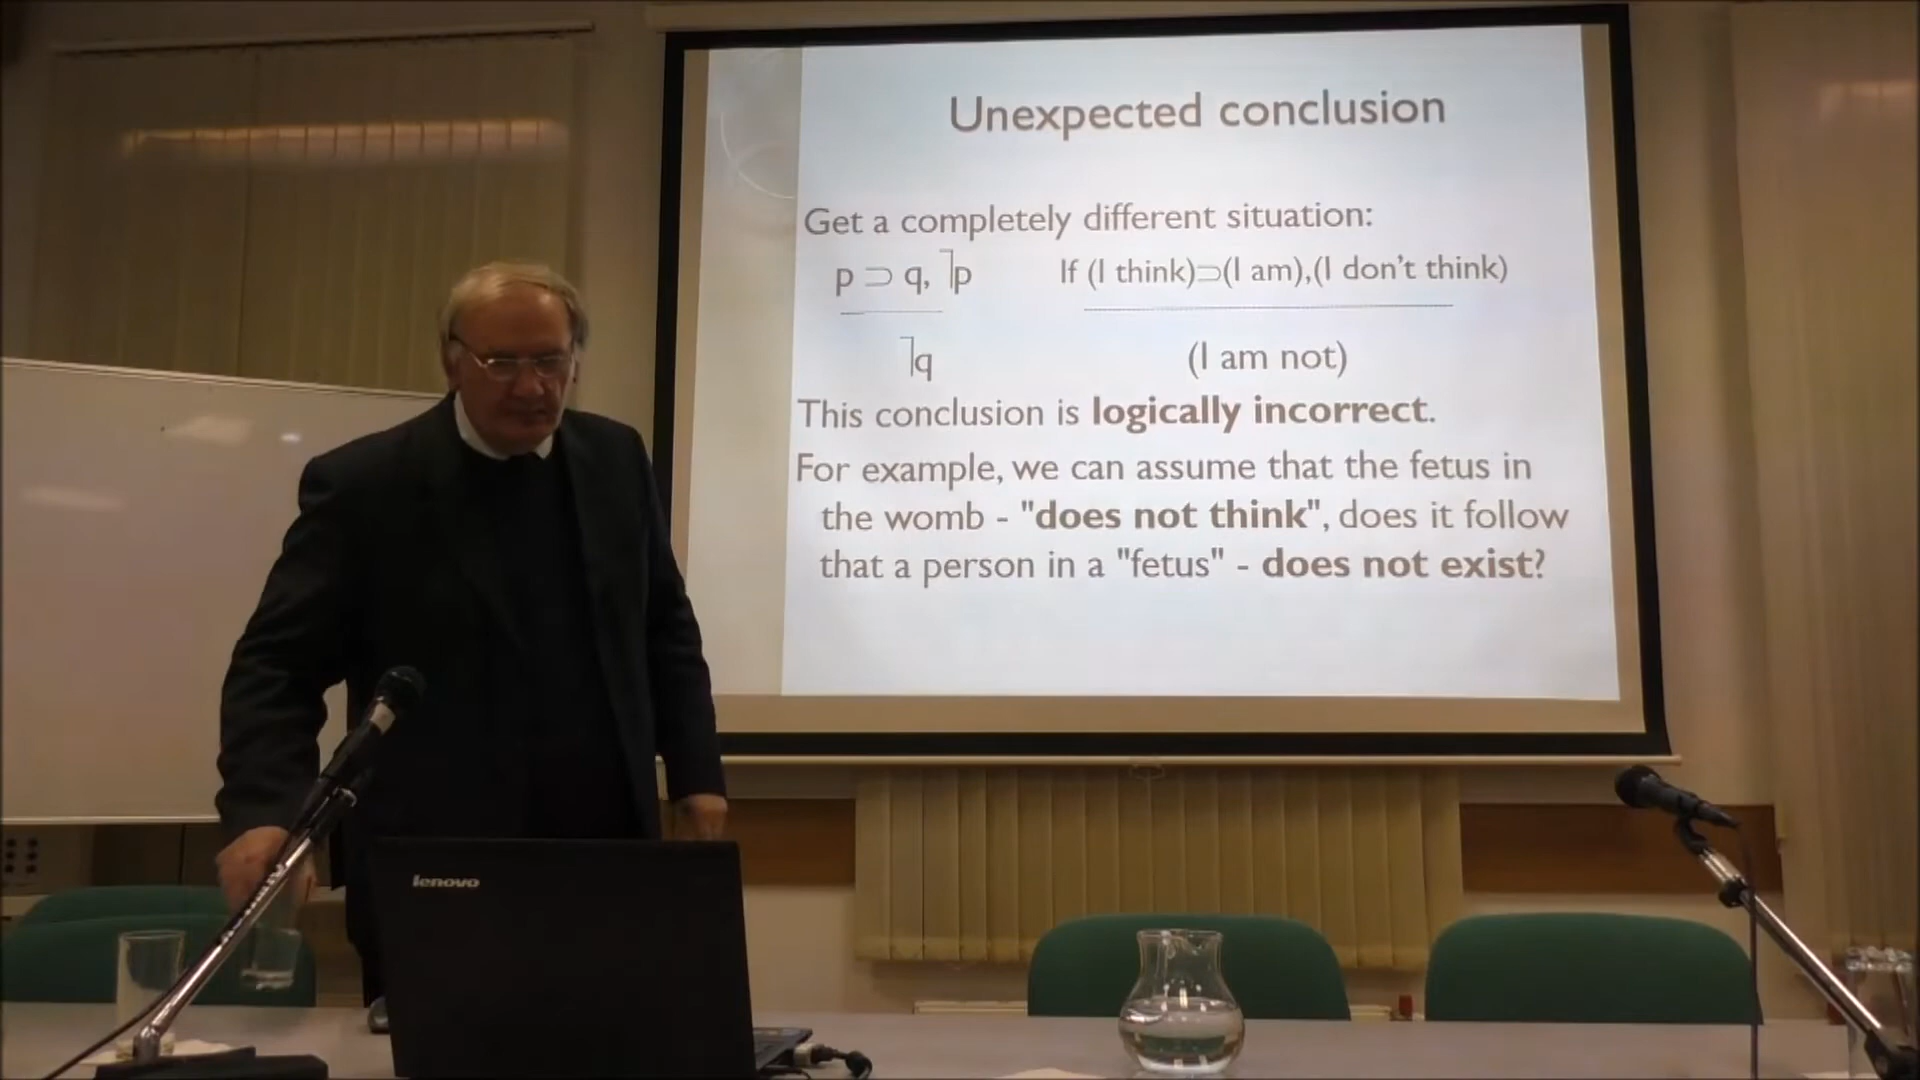 Unexpected conclusion
Get a completely different situation:
p ⊃ q, ⌉p If (I think)⊃(I am),(I don't think)
⌉q (I am not)
This conclusion is logically incorrect.
For example, we can assume that the fetus in
the womb - "does not think", does it follow
that a person in a "fetus" - does not exist?
lenovo